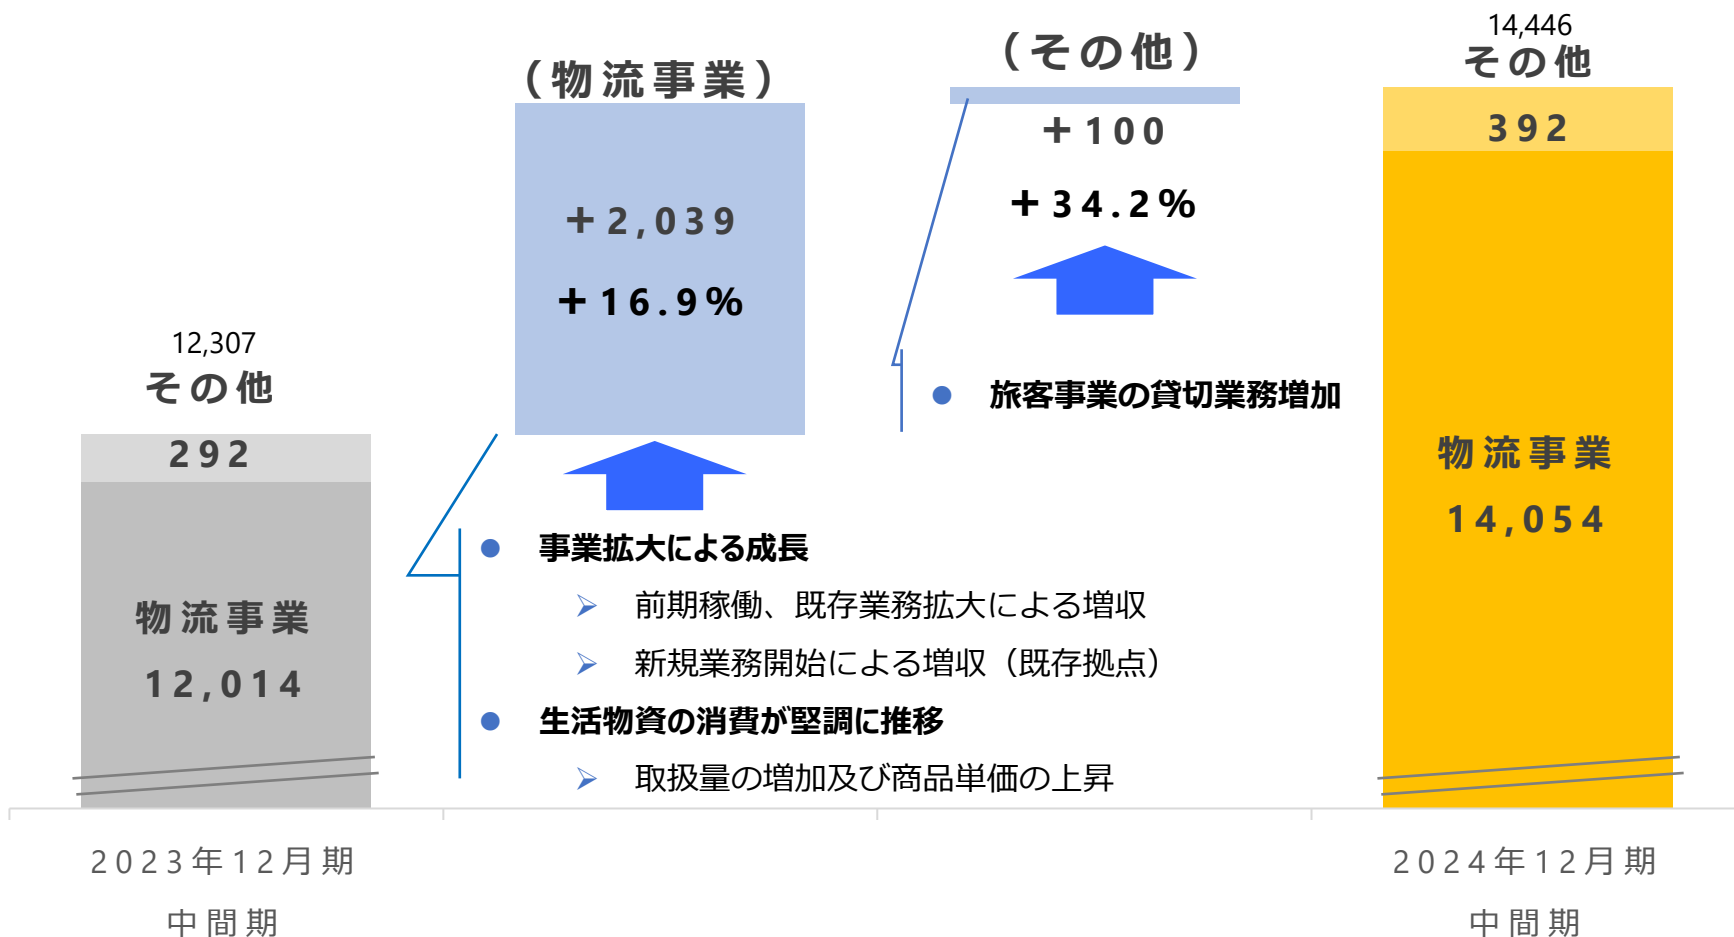 12,307
その他
292
物流事業
12,014
（物流事業）
＋2,039
＋16.9%
● 事業拡大による成長
➢ 前期稼働、既存業務拡大による増収
➢ 新規業務開始による増収（既存拠点）
● 生活物資の消費が堅調に推移
➢ 取扱量の増加及び商品単価の上昇
（その他）
＋100
＋34.2%
● 旅客事業の貸切業務増加
14,446
その他
392
物流事業
14,054
2023年12月期
中間期
2024年12月期
中間期